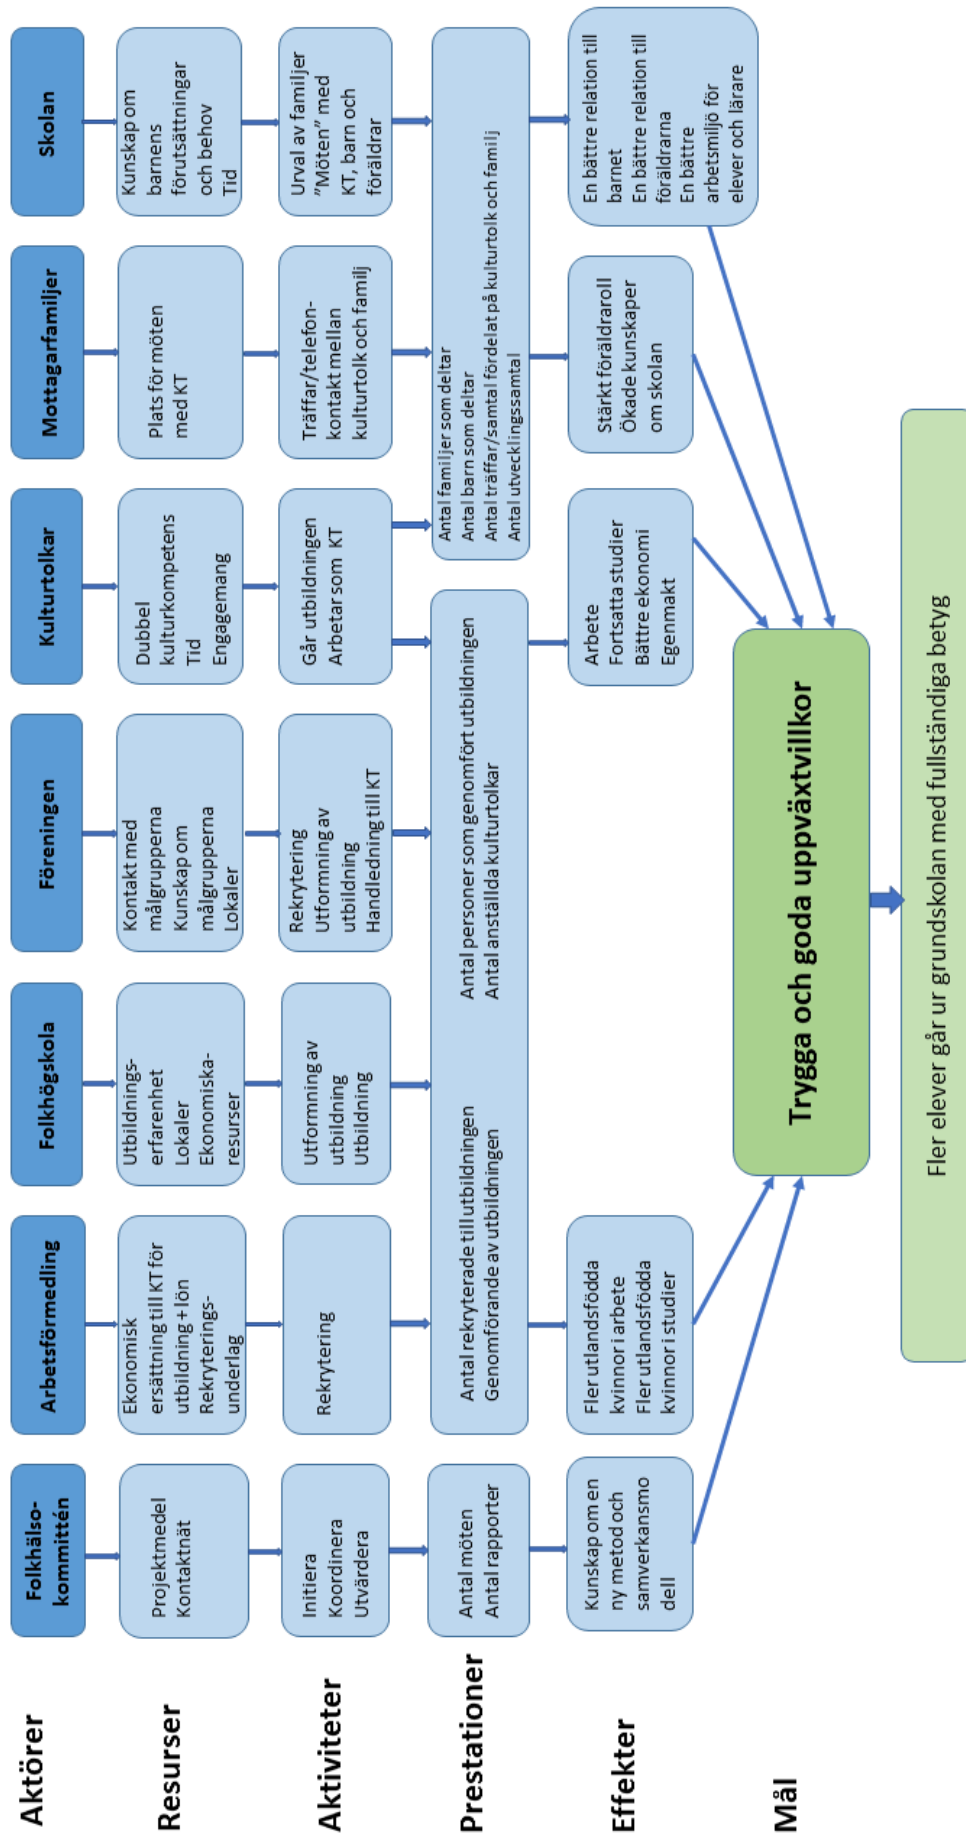 Aktörer
Folkhälso-
kommittén
Arbetsförmedling
Folkhögskola
Föreningen
Kulturtolkar
Mottagarfamiljer
Skolan
Resurser
Projektmedel
Kontaktnät
Ekonomisk
ersättning till KT för
utbildning + lön
Rekryterings-
underlag
Utbildnings-
erfarenhet
Lokaler
Ekonomiska-
resurser
Kontakt med
målgrupperna
Kunskap om
målgrupperna
Lokaler
Dubbel
kulturkompetens
Tid
Engagemang
Plats för möten
med KT
Kunskap om
barnens
förutsättningar
och behov
Tid
Aktiviteter
Initiera
Koordinera
Utvärdera
Rekrytering
Utformning av
utbildning
Utbildning
Rekrytering
Utformning av
utbildning
Handledning till KT
Går utbildningen
Arbetar som KT
Träffar/telefon-
kontakt mellan
kulturtolk och familj
Urval av familjer
”Möten” med
KT, barn och
föräldrar
Prestationer
Antal möten
Antal rapporter
Antal rekryterade till utbildningen
Genomförande av utbildningen
Antal personer som genomfört utbildningen
Antal anställda kulturtolkar
Antal familjer som deltar
Antal barn som deltar
Antal träffar/samtal fördelat på kulturtolk och familj
Antal utvecklingssamtal
Effekter
Kunskap om en
ny metod och
samverkansmo
dell
Fler utlandsfödda
kvinnor i arbete
Fler utlandsfödda
kvinnor i studier
Arbete
Fortsatta studier
Bättre ekonomi
Egenmakt
Stärkt föräldraroll
Ökade kunskaper
om skolan
En bättre relation till
barnet
En bättre relation till
föräldrarna
En bättre
arbetsmiljö för
elever och lärare
Mål
Trygga och goda uppväxtvillkor
Fler elever går ur grundskolan med fullständiga betyg